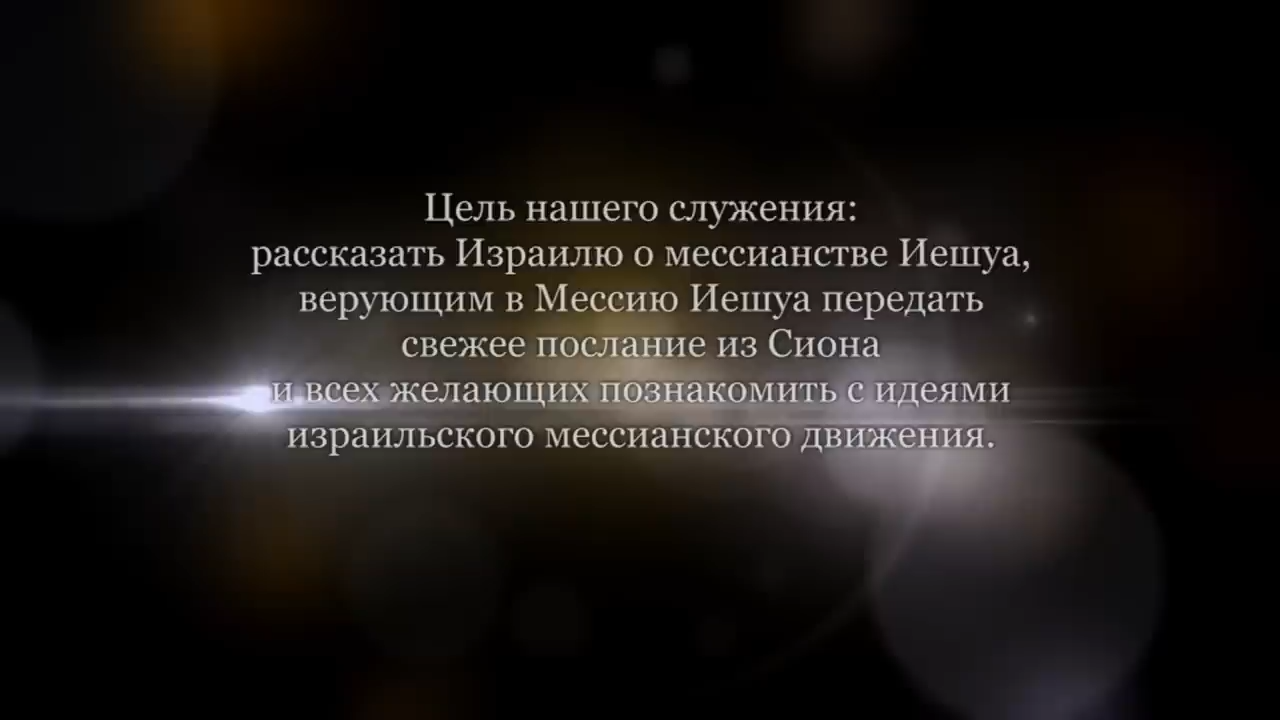 Цель нашего служения:
рассказать Израилю о мессианстве Иешуа,
верующим в Мессию Иешуа передать
свежее послание из Сиона
и всех желающих познакомить с идеями
израильского мессианского движения.